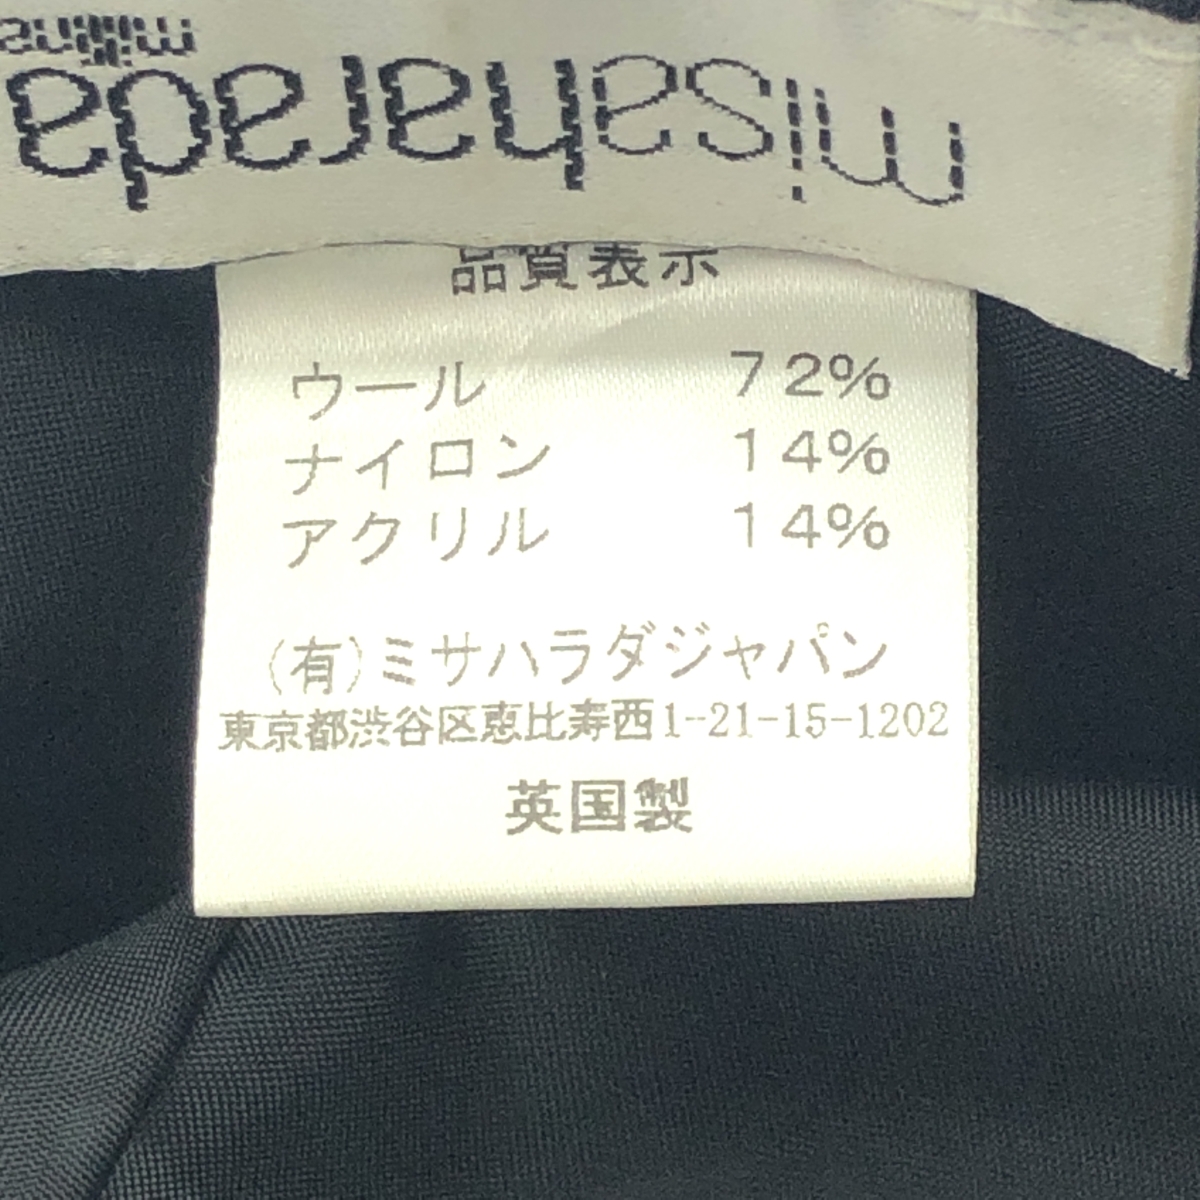 misaharada
品質表示
ウール 72%
ナイロン 14%
アクリル 14%
(有)ミサハラダジャパン
東京都渋谷区恵比寿西1-21-15-1202
英国製